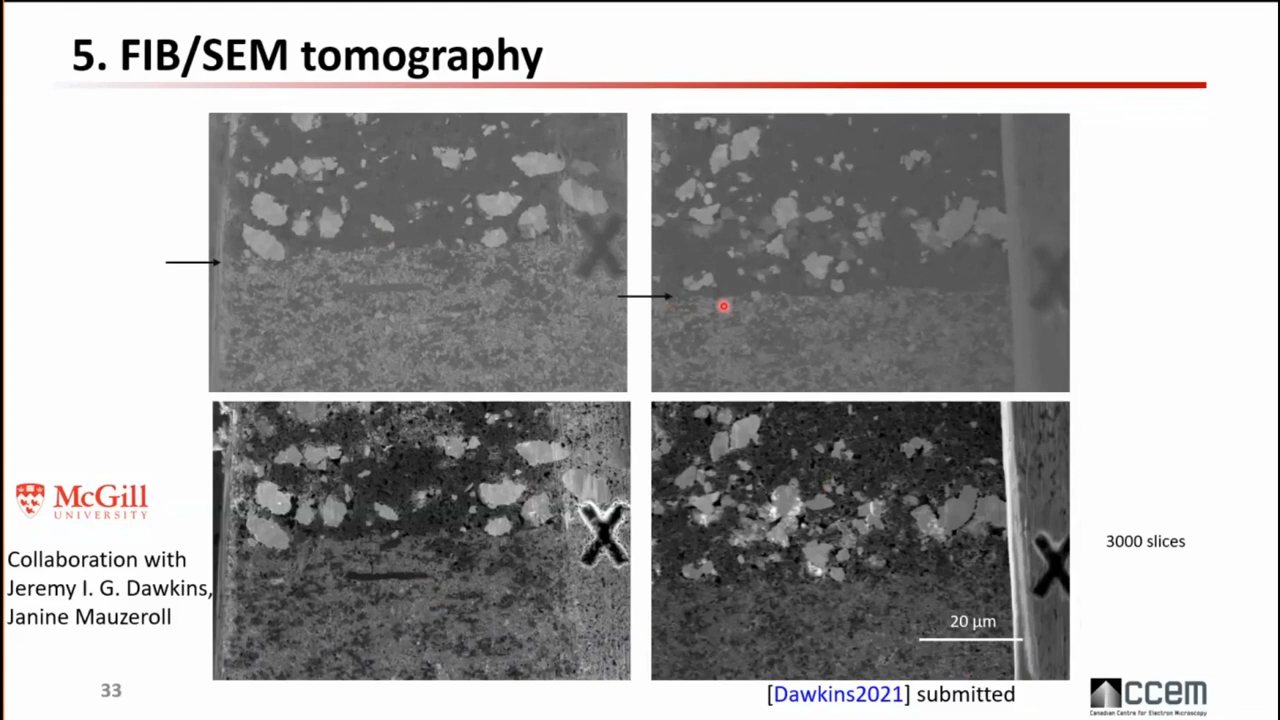 5. FIB/SEM tomography
X
X
X
X
McGill
UNIVERSITY
Collaboration with
Jeremy I. G. Dawkins,
Janine Mauzeroll
3000 slices
20 µm
33
[Dawkins2021] submitted
ccem
Canadian Centre for Electron Microscopy